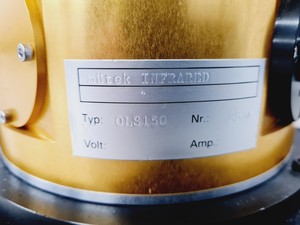 INFRARED
Typ: OLS150 Nr.:
Volt: Amp.